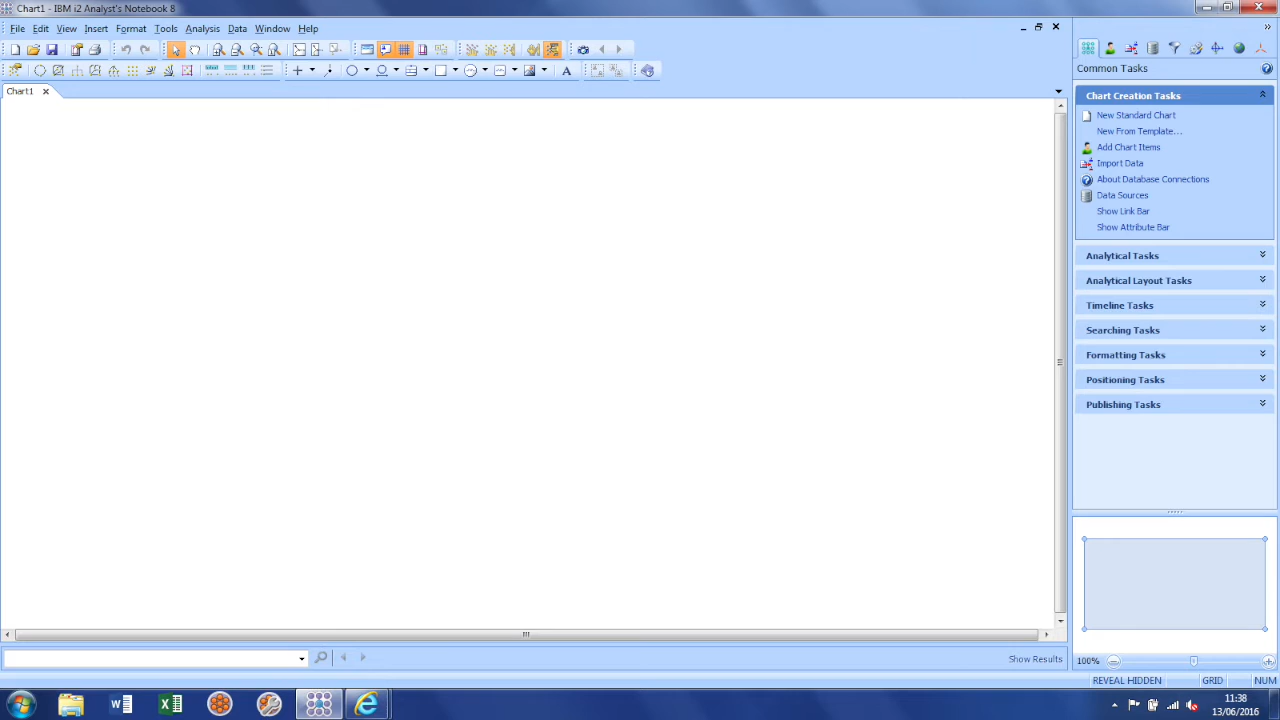 Chart1 - IBM i2 Analyst's Notebook 8
File Edit View Insert Format Tools Analysis Data Window Help
Chart1
Common Tasks
Chart Creation Tasks
New Standard Chart
New From Template...
Add Chart Items
Import Data
About Database Connections
Data Sources
Show Link Bar
Show Attribute Bar
Analytical Tasks
Analytical Layout Tasks
Timeline Tasks
Searching Tasks
Formatting Tasks
Positioning Tasks
Publishing Tasks
Show Results
100%
REVEAL HIDDEN GRID NUM
11:38
13/06/2016